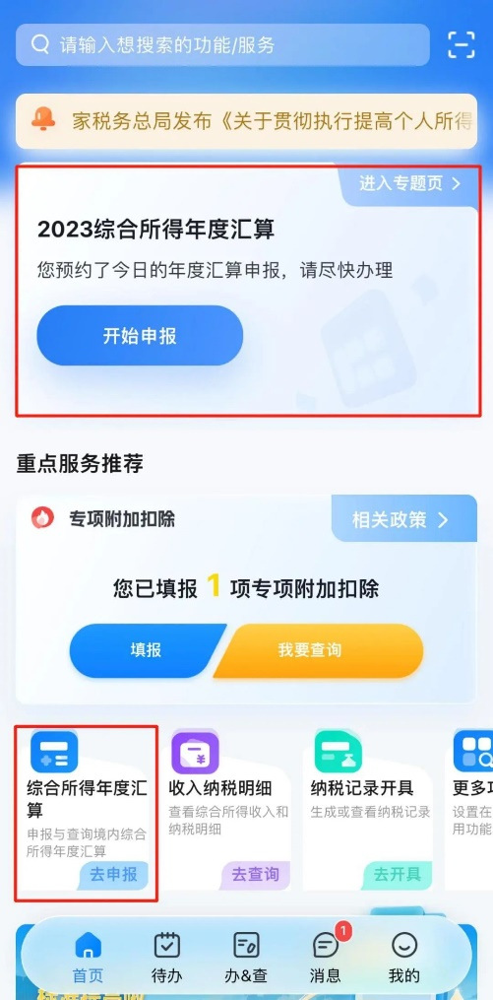 请输入想搜索的功能/服务
家税务总局发布《关于贯彻执行提高个人所得
进入专题页
2023综合所得年度汇算
您预约了今日的年度汇算申报，请尽快办理
开始申报
重点服务推荐
专项附加扣除
相关政策
您已填报 1 项专项附加扣除
填报
我要查询
综合所得年度汇
算
申报与查询境内综合
所得年度汇算
去申报
收入纳税明细
查看综合所得收入和
纳税明细
去查询
纳税记录开具
生成或查看纳税记录
去开具
更多
设置在
用功能
1
首页
待办
办&查
消息
我的